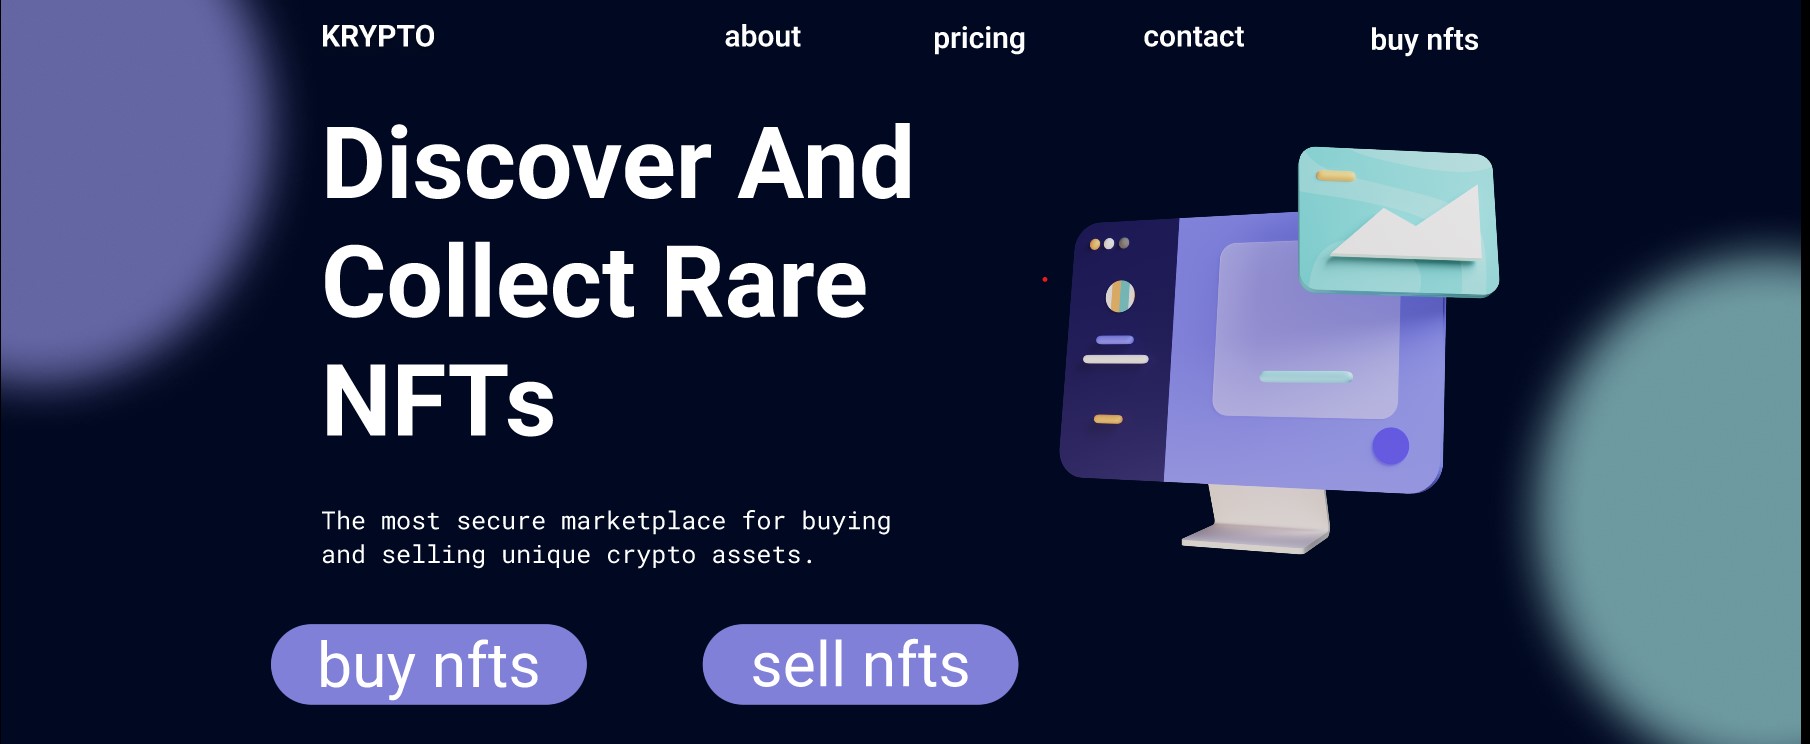 KRYPTO
about
pricing
contact
buy nfts
Discover And
Collect Rare
NFTs
The most secure marketplace for buying
and selling unique crypto assets.
buy nfts
sell nfts